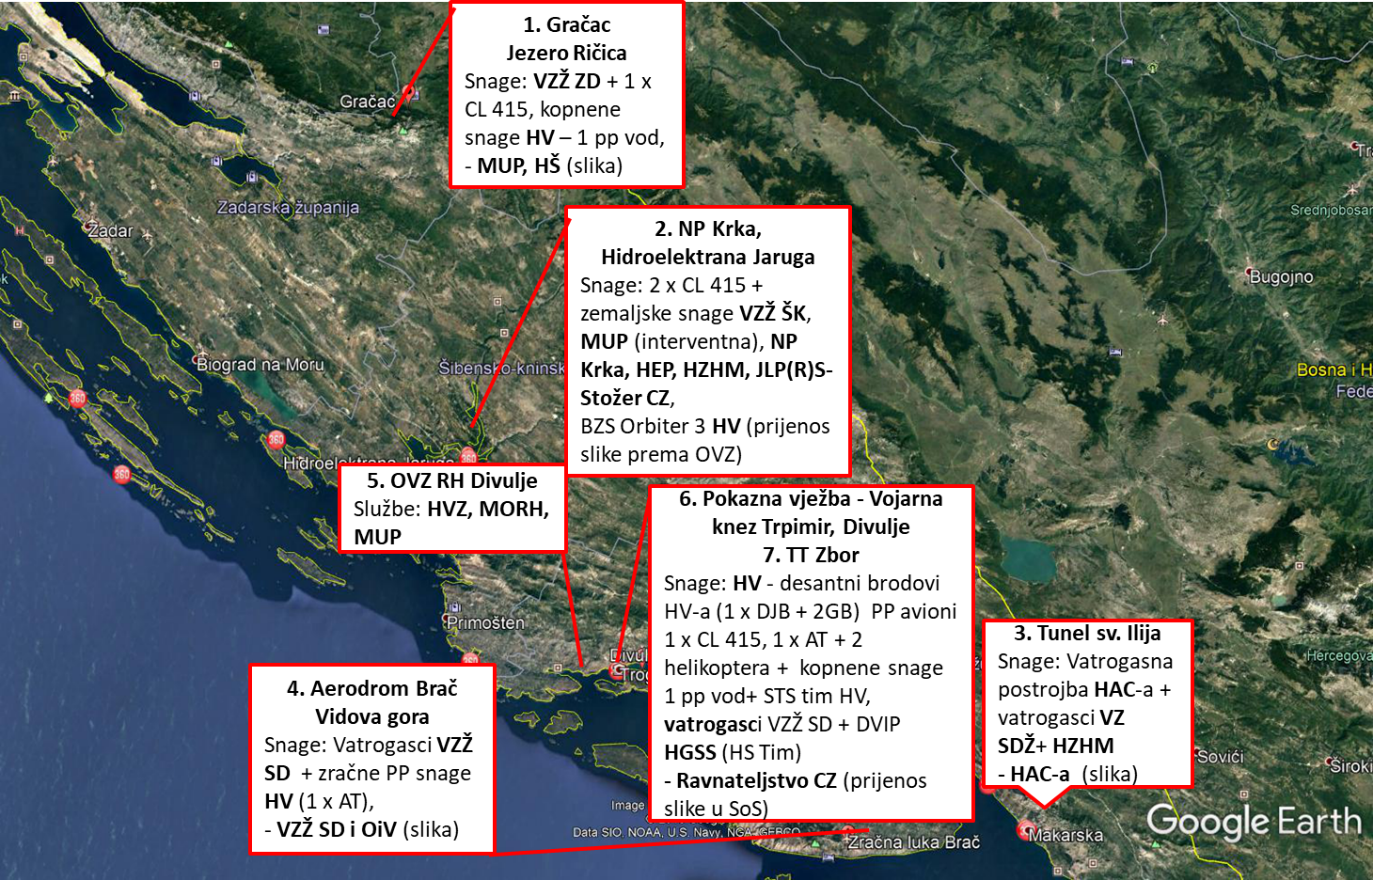 1. Gračac
Jezero Ričica
Snage: VZŽ ZD + 1 x
CL 415, kopnene
snage HV – 1 pp vod,
- MUP, HŠ (slika)
Gračac
Zadarska županija
Zadar
2. NP Krka,
Hidroelektrana Jaruga
Snage: 2 x CL 415 +
zemaljske snage VZŽ ŠK,
MUP (interventna), NP
Krka, HEP, HZHM, JLP(R)S-
Stožer CZ,
BZS Orbiter 3 HV (prijenos
slike prema OVZ)
Srednjobosan
Bugojno
Biograd na Moru
Šibensko-kninsk
Bosna i H
Fede
Hidroelektrana Jaruga
5. OVZ RH Divulje
Službe: HVZ, MORH,
MUP
6. Pokazna vježba - Vojarna
knez Trpimir, Divulje
7. TT Zbor
Snage: HV - desantni brodovi
HV-a (1 x DJB + 2GB) PP avioni
1 x CL 415, 1 x AT + 2
helikoptera + kopnene snage
1 pp vod+ STS tim HV,
vatrogasci VZŽ SD + DVIP
HGSS (HS Tim)
- Ravnateljstvo CZ (prijenos
slike u SoS)
Primošten
Divul
Trog
3. Tunel sv. Ilija
Snage: Vatrogasna
postrojba HAC-a +
vatrogasci VZ
SDŽ+ HZHM
- HAC-a (slika)
Hercegova
4. Aerodrom Brač
Vidova gora
Snage: Vatrogasci VZŽ
SD + zračne PP snage
HV (1 x AT),
- VZŽ SD i OiV (slika)
Sovići
Široki
Image
Data SIO, NOAA, U.S. Navy, NGA, GEBCO
Zračna luka Brač
Makarska
Google Earth